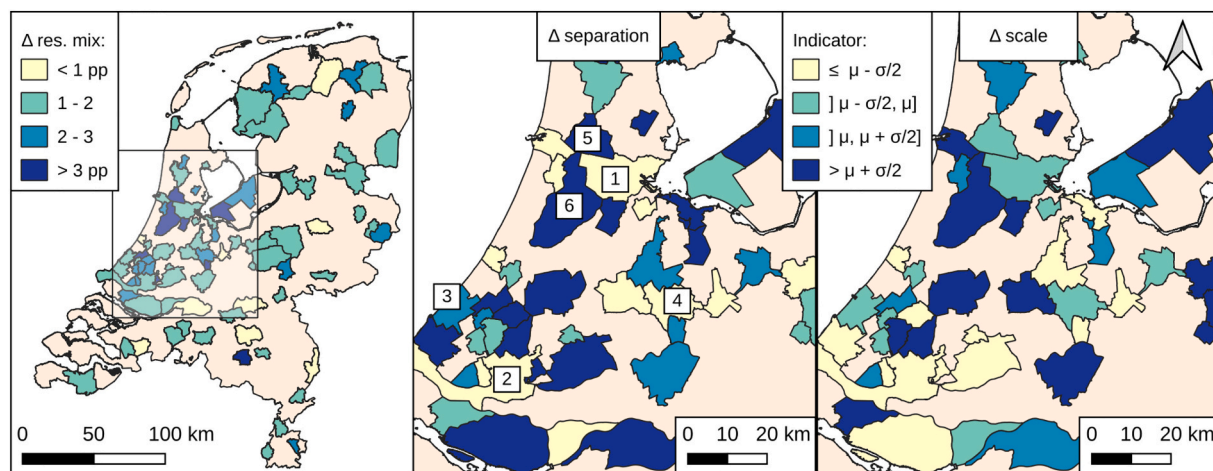 Δ res. mix:
< 1 pp
1 - 2
2 - 3
> 3 pp
0 50 100 km
Δ separation
5
1
6
3
4
2
0 10 20 km
Indicator:
≤ μ - σ/2
] μ - σ/2, μ]
] μ, μ + σ/2]
> μ + σ/2
Δ scale
0 10 20 km